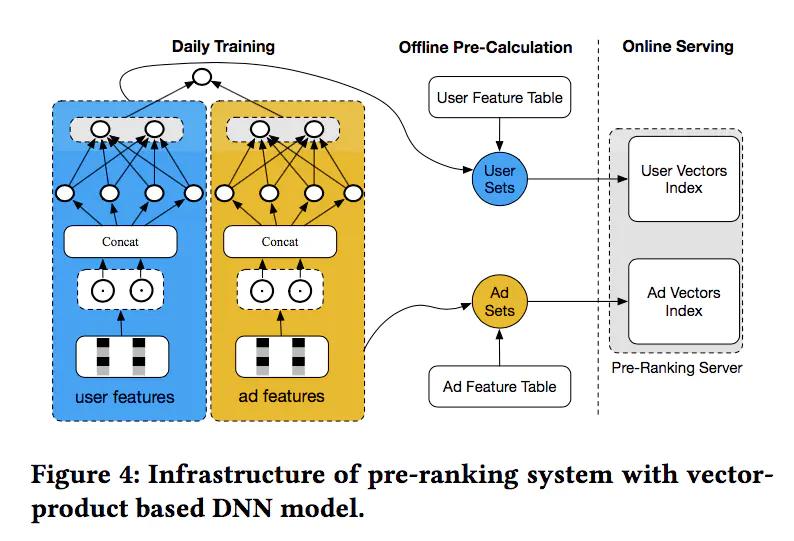 Daily Training
Offline Pre-Calculation
Online Serving
User Feature Table
User
Sets
User Vectors
Index
Concat
Concat
Ad
Sets
Ad Vectors
Index
user features
ad features
Ad Feature Table
Pre-Ranking Server
Figure 4: Infrastructure of pre-ranking system with vector-
product based DNN model.